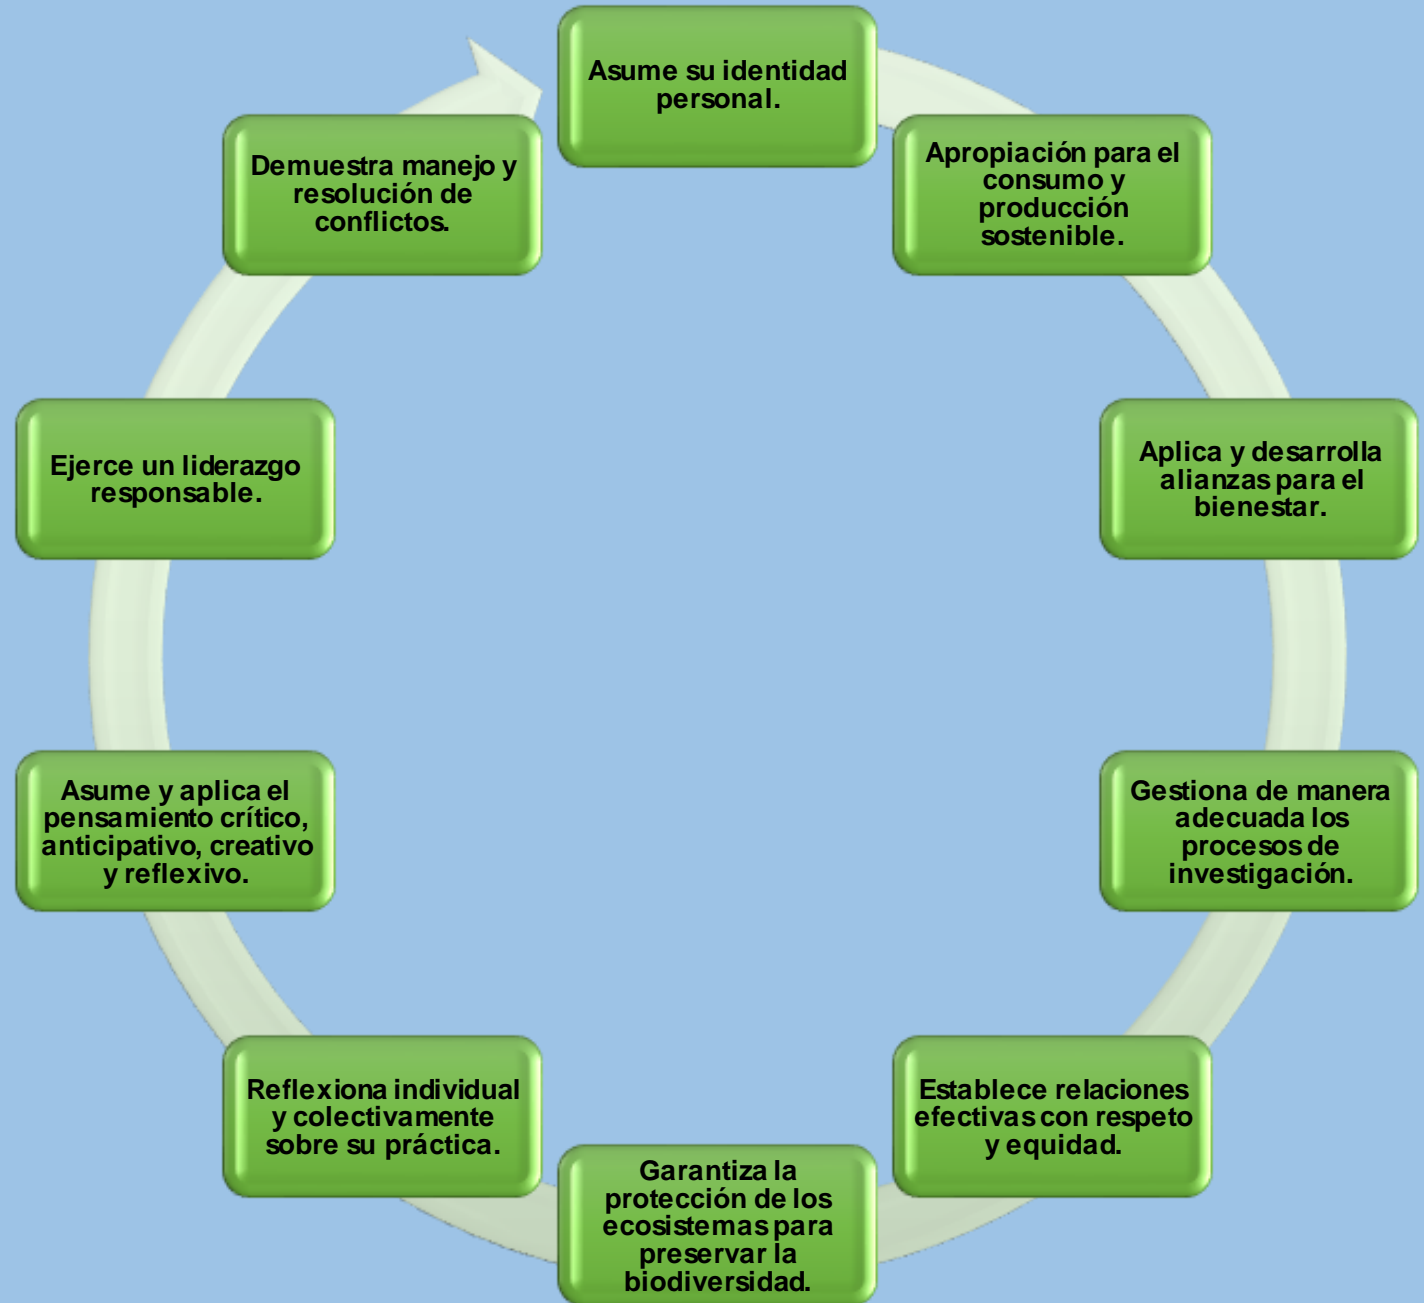 Asume su identidad
personal.
Apropiación para el
consumo y
producción
sostenible.
Aplica y desarrolla
alianzas para el
bienestar.
Gestiona de manera
adecuada los
procesos de
investigación.
Establece relaciones
efectivas con respeto
y equidad.
Garantiza la
protección de los
ecosistemas para
preservar la
biodiversidad.
Reflexiona individual
y colectivamente
sobre su práctica.
Asume y aplica el
pensamiento crítico,
anticipativo, creativo
y reflexivo.
Ejerce un liderazgo
responsable.
Demuestra manejo y
resolución de
conflictos.